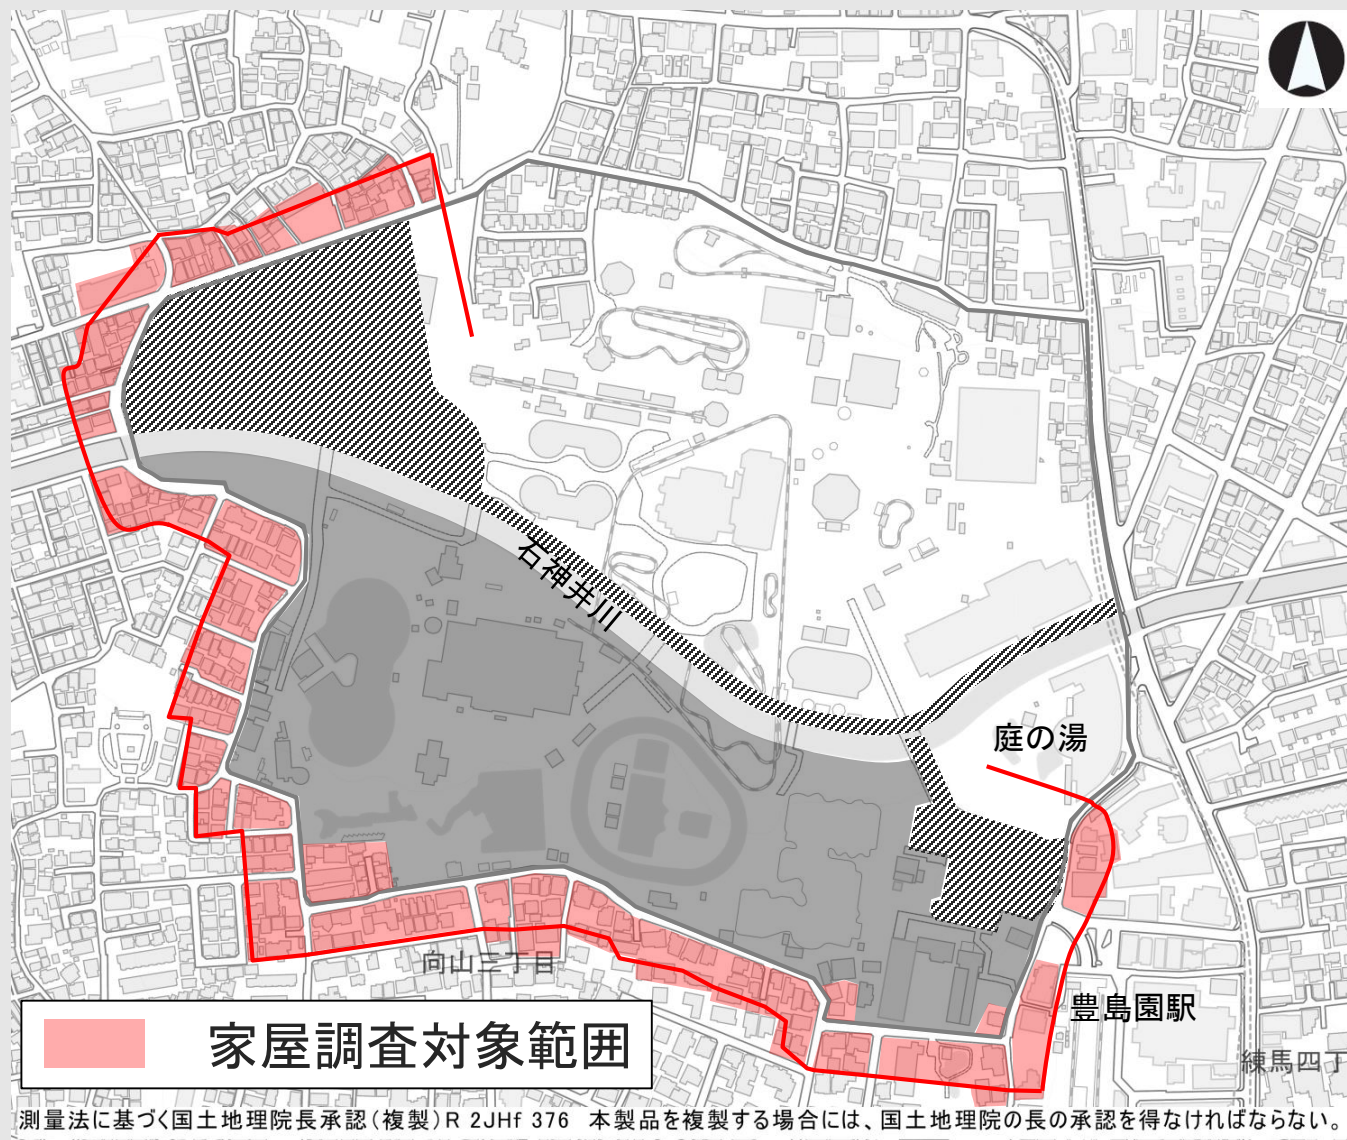 石神井川
庭の湯
向山三丁目
豊島園駅
練馬四丁
家屋調査対象範囲
測量法に基づく国土地理院長承認(複製)R 2JHf 376 本製品を複製する場合には、国土地理院の長の承認を得なければならない。